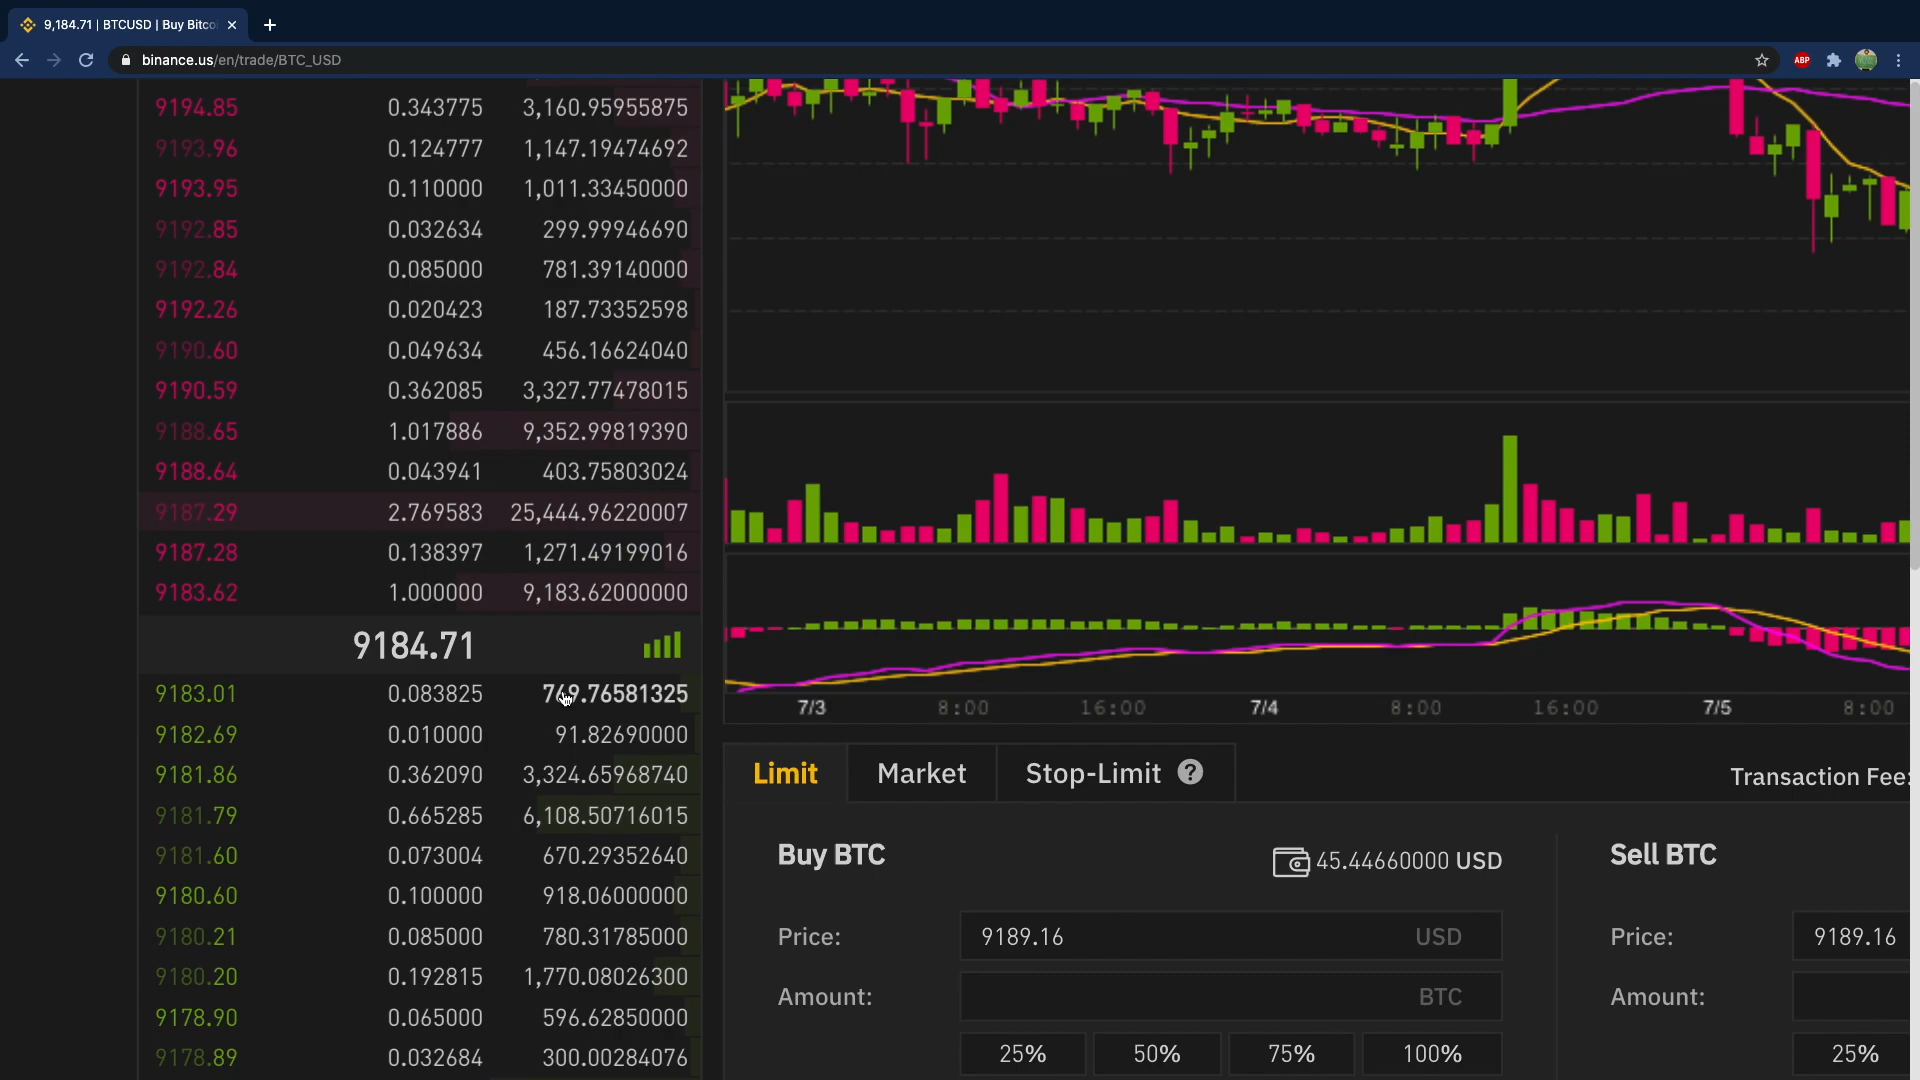 9,184.71 | BTCUSD | Buy Bitco
binance.us/en/trade/BTC_USD
ABP
9194.85 0.343775 3,160.95955875
9193.96 0.124777 1,147.19474692
9193.95 0.110000 1,011.33450000
9192.85 0.032634 299.99946690
9192.84 0.085000 781.39140000
9192.26 0.020423 187.73352598
9190.60 0.049634 456.16624040
9190.59 0.362085 3,327.77478015
9188.65 1.017886 9,352.99819390
9188.64 0.043941 403.75803024
9187.29 2.769583 25,444.96220007
9187.28 0.138397 1,271.49199016
9183.62 1.000000 9,183.62000000
9184.71
9183.01 0.083825 769.76581325
9182.69 0.010000 91.82690000
9181.86 0.362090 3,324.65968740
9181.79 0.665285 6,108.50716015
9181.60 0.073004 670.29352640
9180.60 0.100000 918.06000000
9180.21 0.085000 780.31785000
9180.20 0.192815 1,770.08026300
9178.90 0.065000 596.62850000
9178.89 0.032684 300.00284076
7/3 8:00 16:00 7/4 8:00 16:00 7/5 8:00
Limit Market Stop-Limit ?
Transaction Fee:
Buy BTC 45.44660000 USD
Price: 9189.16 USD
Amount: BTC
25% 50% 75% 100%
Sell BTC
Price: 9189.16
Amount:
25%